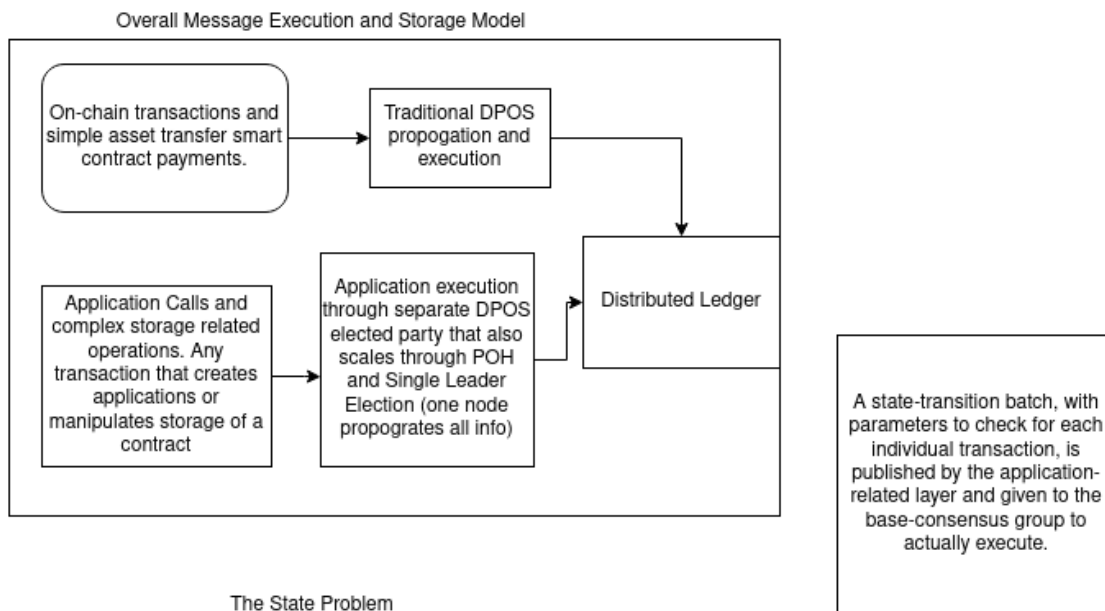 Overall Message Execution and Storage Model
On-chain transactions and
simple asset transfer smart
contract payments.
Traditional DPOS
propogation and
execution
Application Calls and
complex storage related
operations. Any
transaction that creates
applications or
manipulates storage of a
contract
Application execution
through separate DPOS
elected party that also
scales through POH
and Single Leader
Election (one node
propogrates all info)
Distributed Ledger
A state-transition batch, with
parameters to check for each
individual transaction, is
published by the application-
related layer and given to the
base-consensus group to
actually execute.
The State Problem